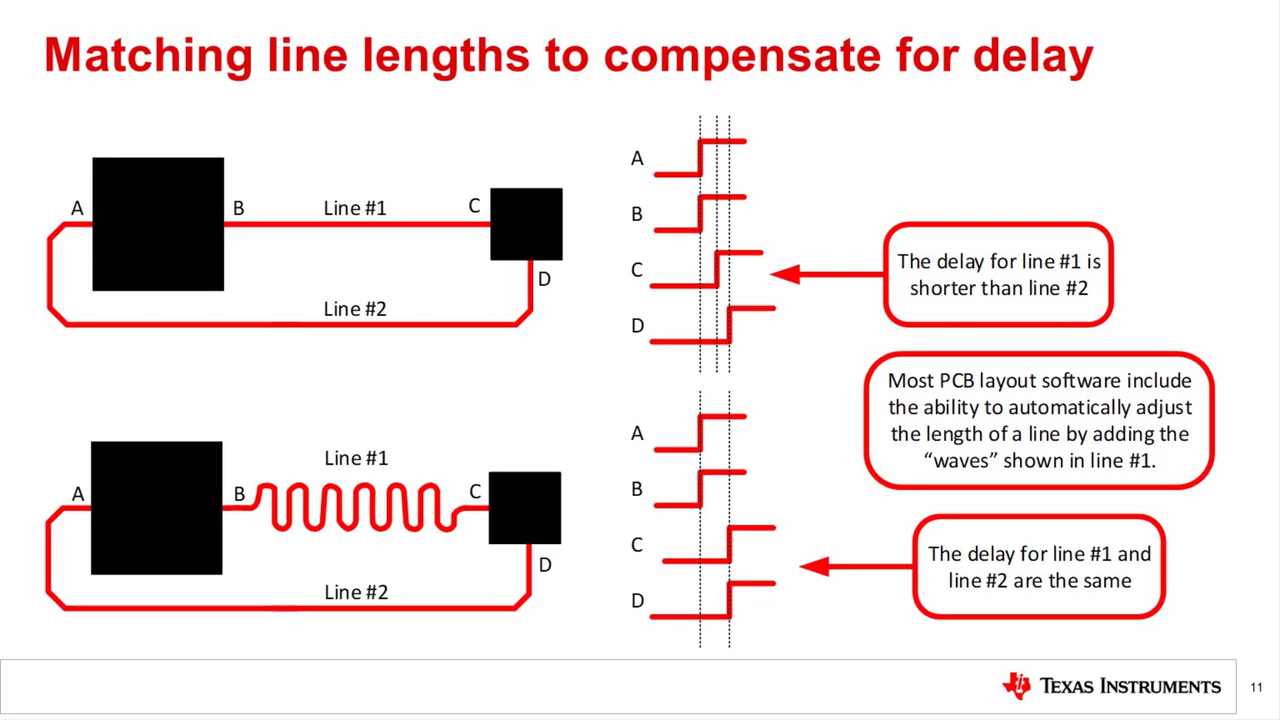 Matching line lengths to compensate for delay
A
B
Line #1
C
D
Line #2
A
B
C
D
The delay for line #1 is
shorter than line #2
Most PCB layout software include
the ability to automatically adjust
the length of a line by adding the
“waves” shown in line #1.
A
B
Line #1
C
D
Line #2
A
B
C
D
The delay for line #1 and
line #2 are the same
TEXAS INSTRUMENTS
11